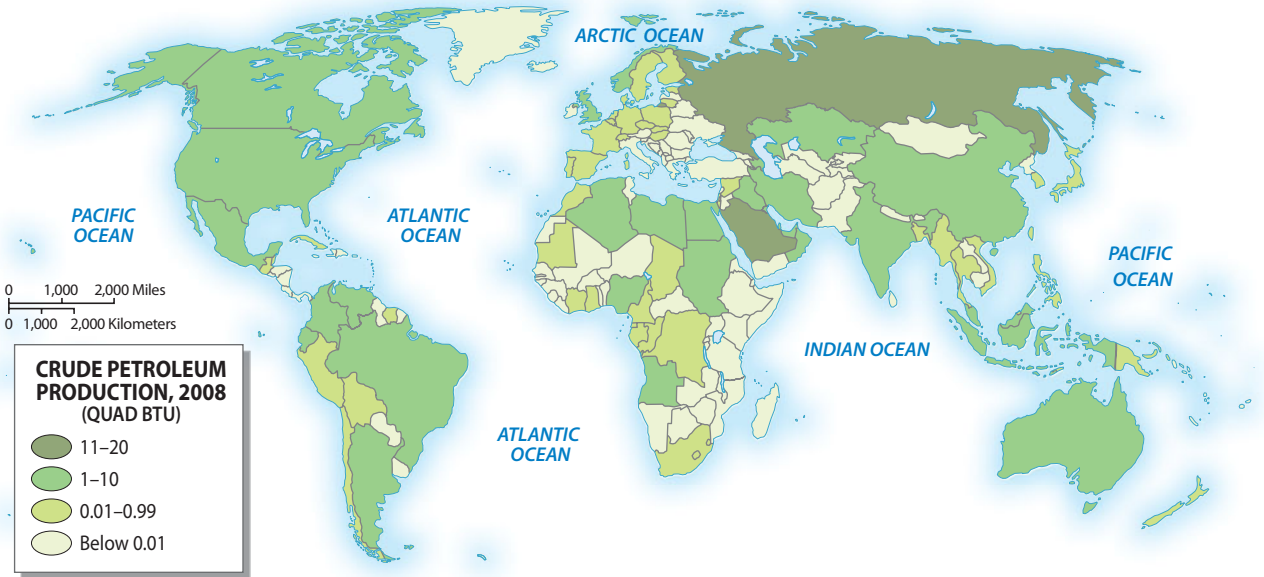 ARCTIC OCEAN
PACIFIC
OCEAN
ATLANTIC
OCEAN
PACIFIC
OCEAN
0 1,000 2,000 Miles
0 1,000 2,000 Kilometers
INDIAN OCEAN
ATLANTIC
OCEAN
CRUDE PETROLEUM
PRODUCTION, 2008
(QUAD BTU)
11–20
1–10
0.01–0.99
Below 0.01